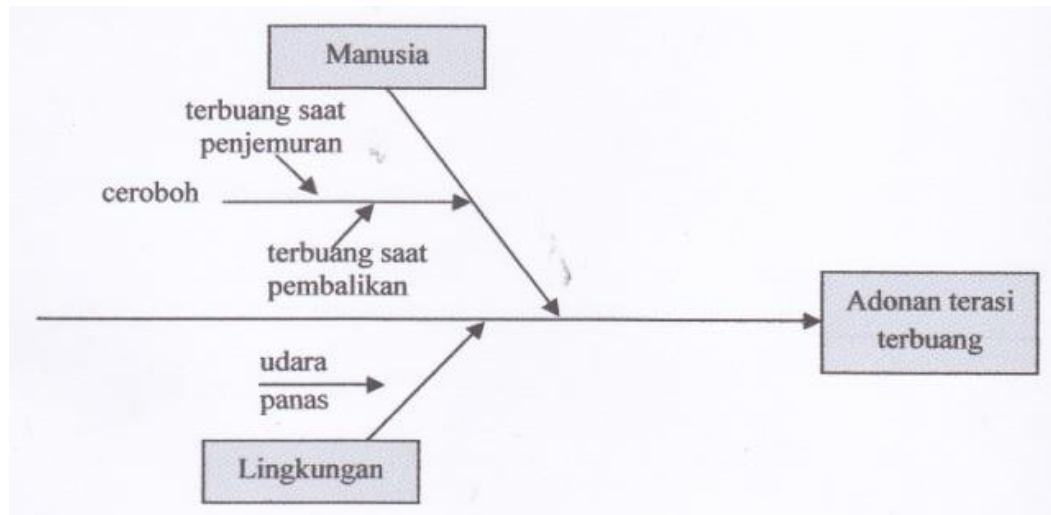 Manusia
terbuang saat
penjemuran
ceroboh
terbuang saat
pembalikan
Adonan terasi
terbuang
udara
panas
Lingkungan